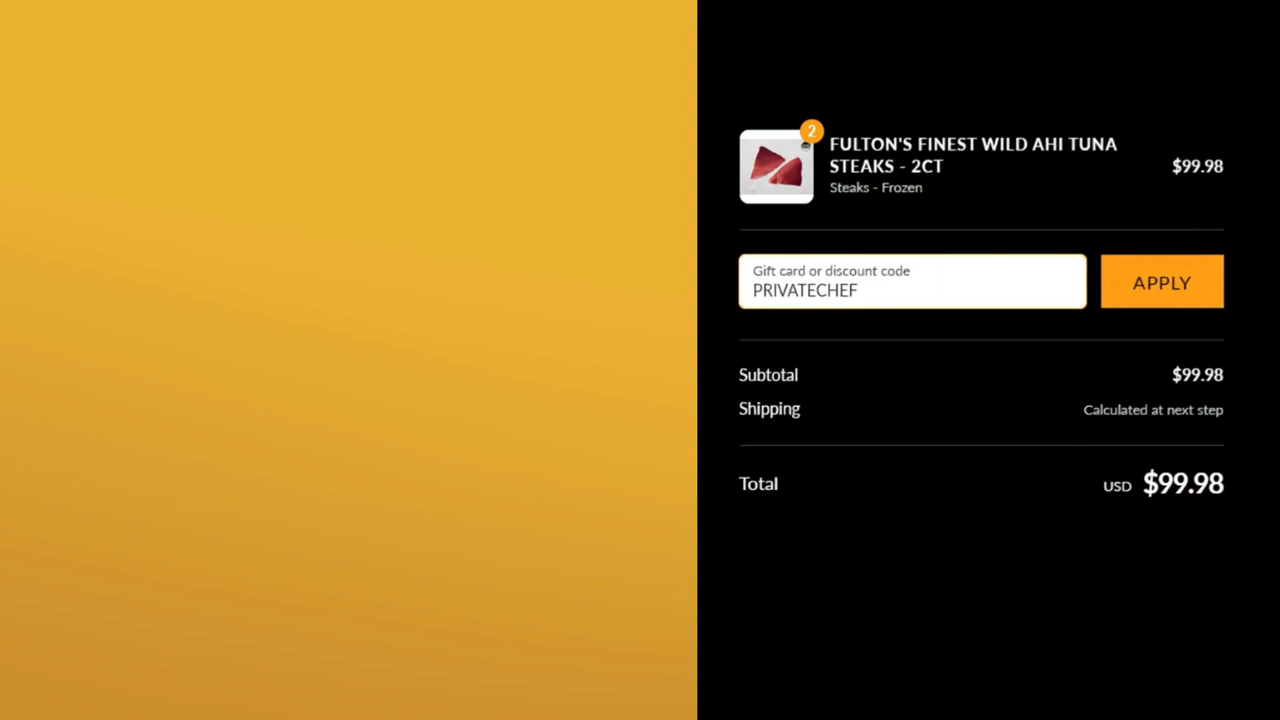 2
FULTON'S FINEST WILD AHI TUNA
STEAKS - 2CT
$99.98
Steaks - Frozen
Gift card or discount code
PRIVATECHEF
APPLY
Subtotal
$99.98
Shipping
Calculated at next step
Total
USD $99.98